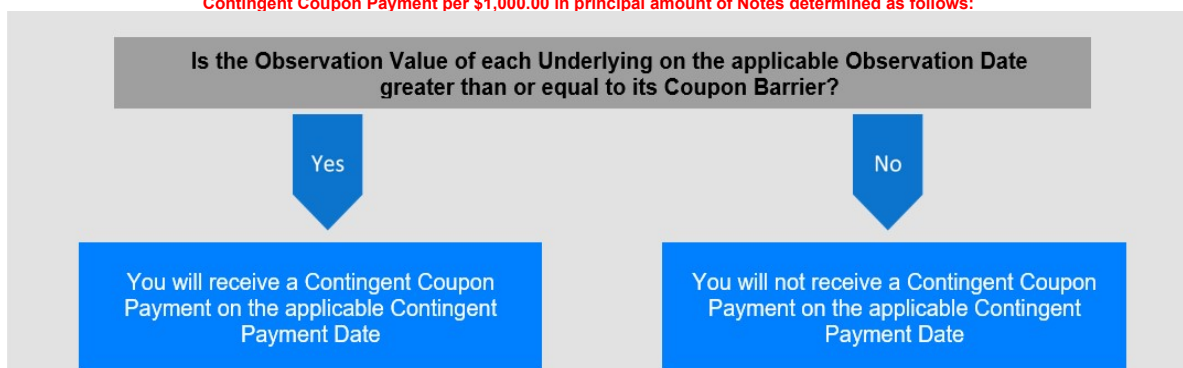 Contingent Coupon Payment per $1,000.00 in principal amount of Notes determined as follows:
Is the Observation Value of each Underlying on the applicable Observation Date
greater than or equal to its Coupon Barrier?
Yes
No
You will receive a Contingent Coupon
Payment on the applicable Contingent
Payment Date
You will not receive a Contingent Coupon
Payment on the applicable Contingent
Payment Date